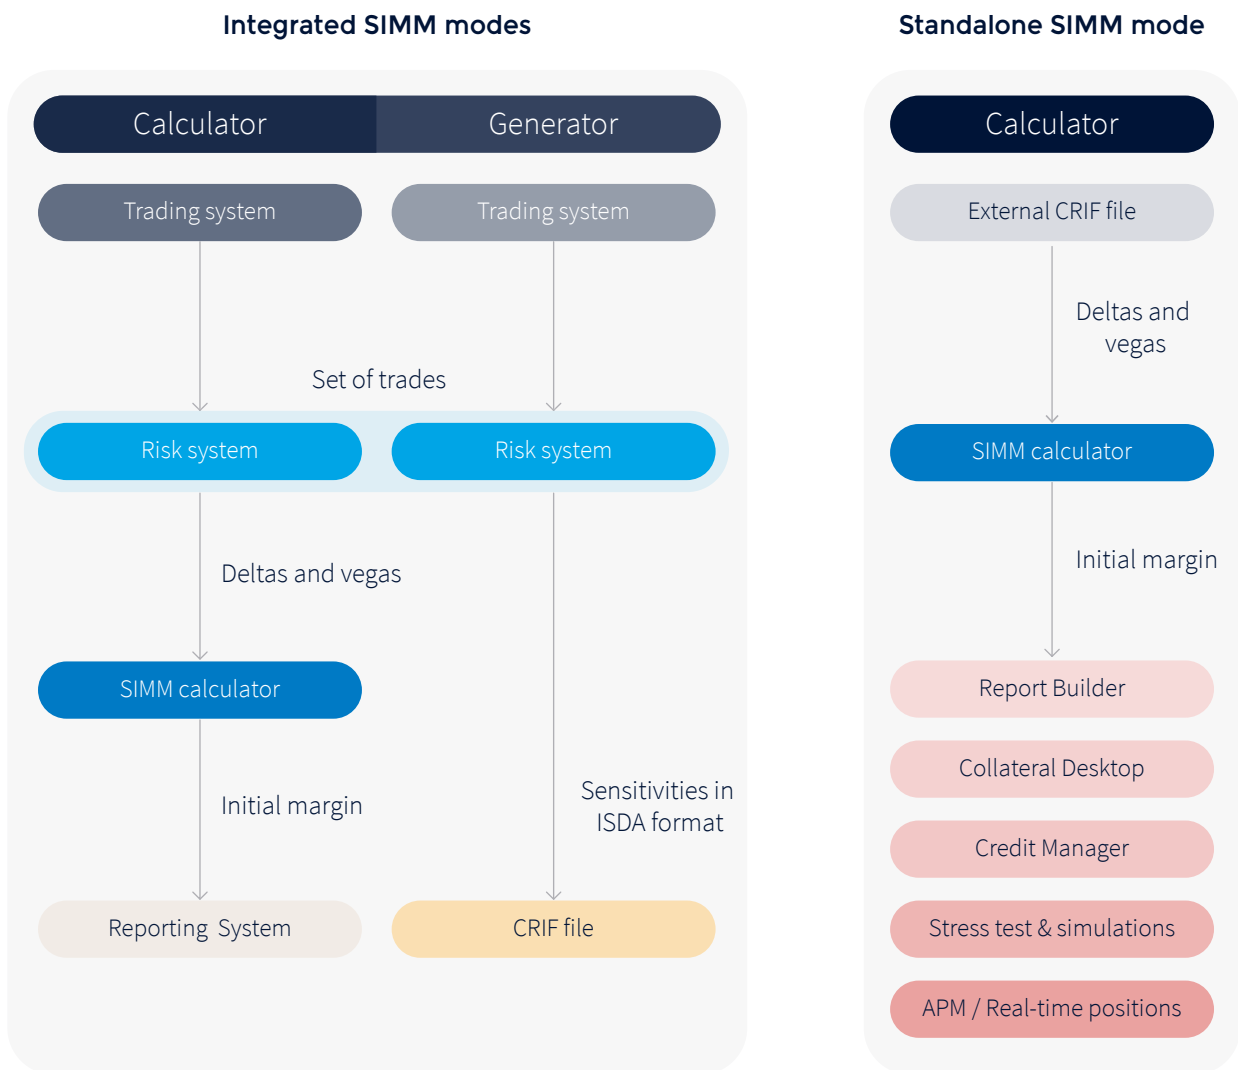 Integrated SIMM modes
Calculator
Generator
Trading system
Trading system
Set of trades
Risk system
Risk system
Deltas and vegas
SIMM calculator
Initial margin
Sensitivities in
ISDA format
Reporting System
CRIF file
Standalone SIMM mode
Calculator
External CRIF file
Deltas and
vegas
SIMM calculator
Initial margin
Report Builder
Collateral Desktop
Credit Manager
Stress test & simulations
APM / Real-time positions